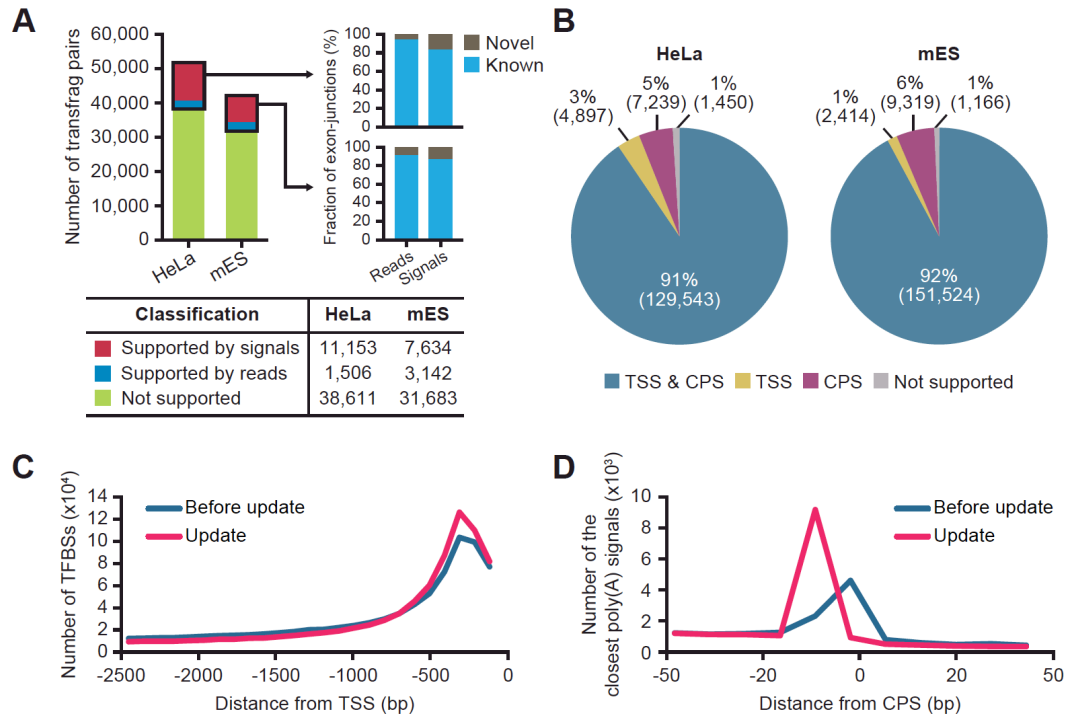 A
Number of transfrag pairs
60,000
50,000
40,000
30,000
20,000
10,000
0
HeLa
mES
Fraction of exon-junctions (%)
100
80
60
40
20
0
100
80
60
40
20
0
Reads
Signals
Novel
Known
Classification HeLa mES
Supported by signals 11,153 7,634
Supported by reads 1,506 3,142
Not supported 38,611 31,683
B
HeLa
3%
(4,897)
5%
(7,239)
1%
(1,450)
91%
(129,543)
mES
1%
(2,414)
6%
(9,319)
1%
(1,166)
92%
(151,524)
TSS & CPS TSS CPS Not supported
C
Number of TFBSs (x10⁴)
14
12
10
8
6
4
2
0
Before update
Update
-2500 -2000 -1500 -1000 -500 0
Distance from TSS (bp)
D
Number of the
closest poly(A) signals (x10³)
10
8
6
4
2
0
Before update
Update
-50 -20 0 20 50
Distance from CPS (bp)